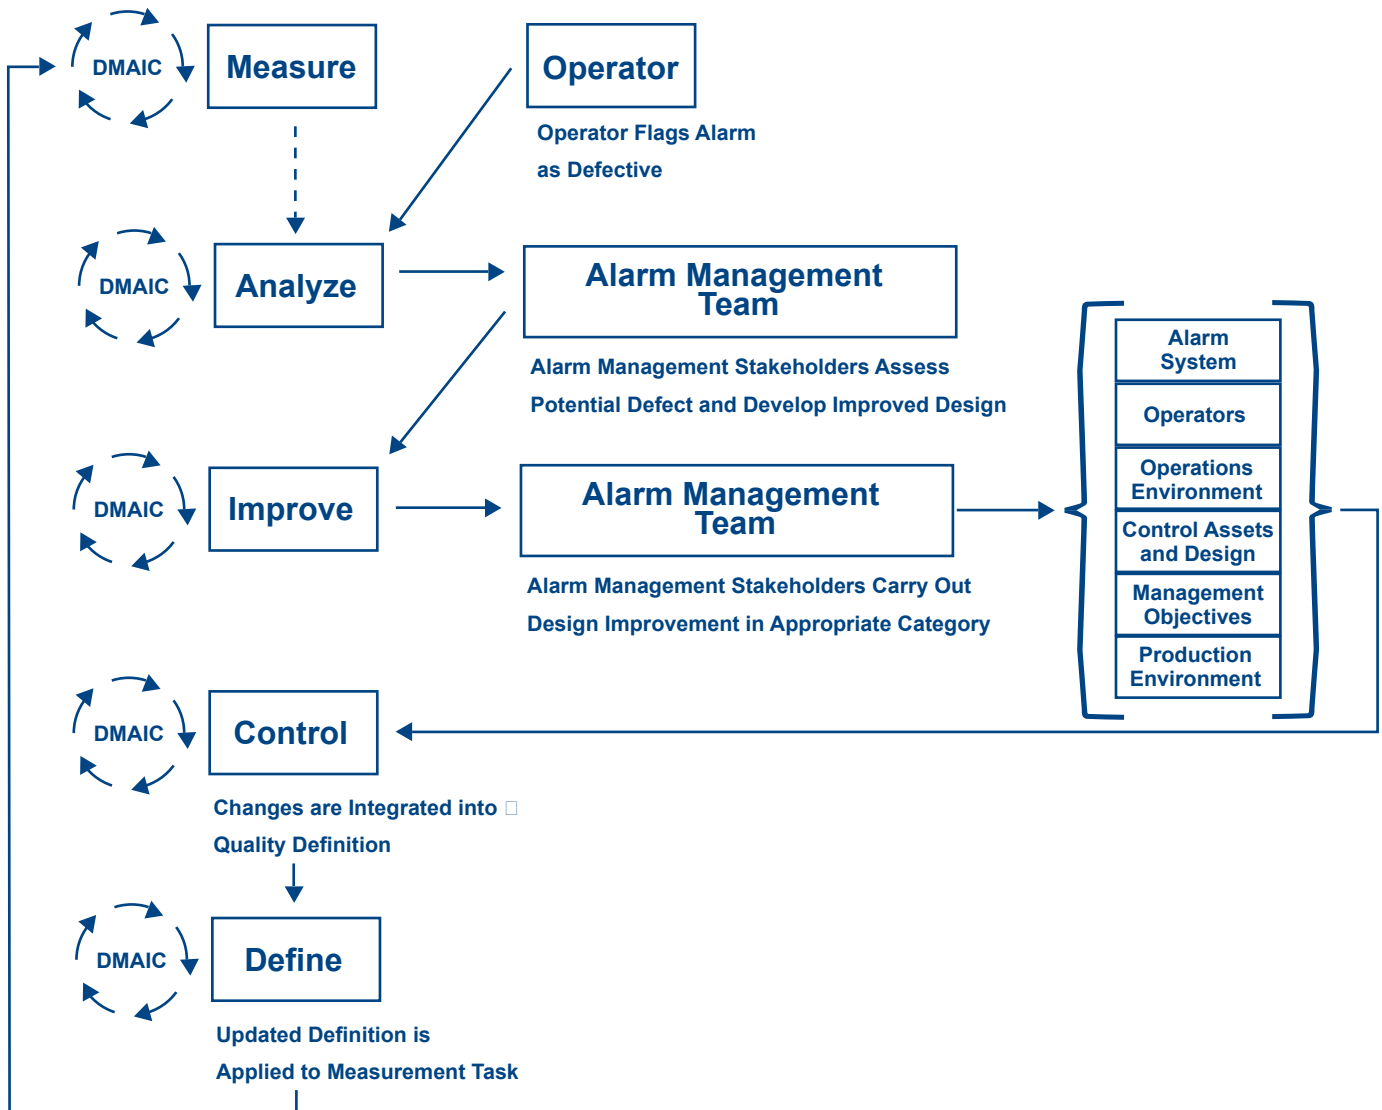 DMAIC
Measure
Operator
Operator Flags Alarm
as Defective
DMAIC
Analyze
Alarm Management
Team
Alarm Management Stakeholders Assess
Potential Defect and Develop Improved Design
DMAIC
Improve
Alarm Management
Team
Alarm Management Stakeholders Carry Out
Design Improvement in Appropriate Category
Alarm
System
Operators
Operations
Environment
Control Assets
and Design
Management
Objectives
Production
Environment
DMAIC
Control
Changes are Integrated into
Quality Definition
DMAIC
Define
Updated Definition is
Applied to Measurement Task